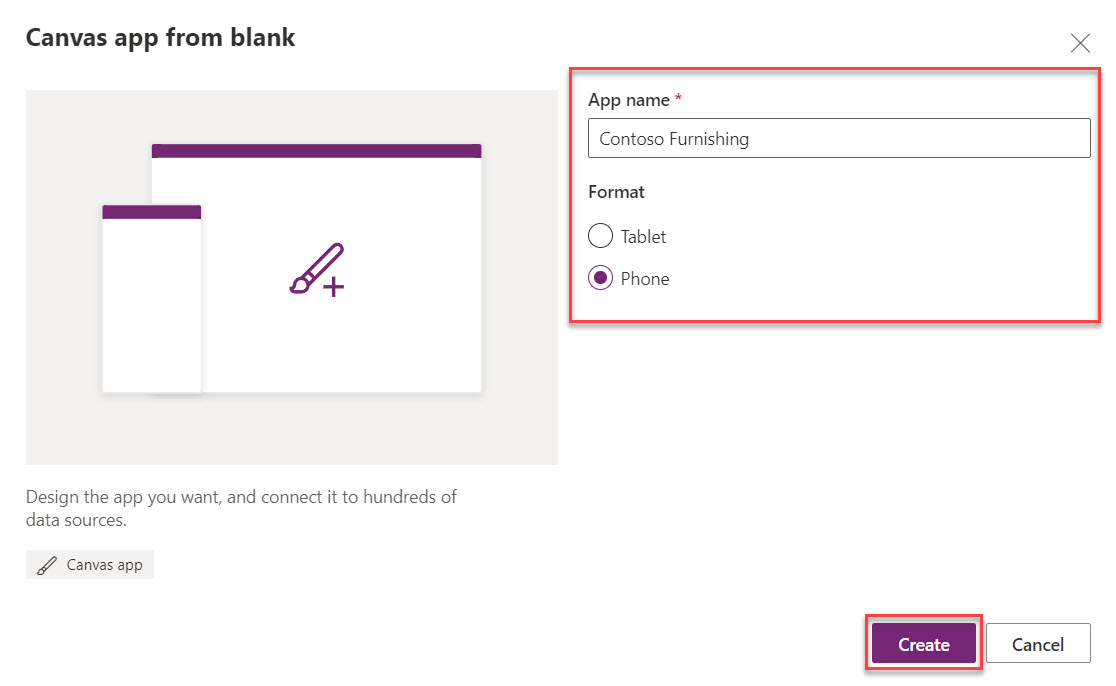 Canvas app from blank
App name *
Contoso Furnishing
Format
Tablet
Phone
Design the app you want, and connect it to hundreds of
data sources.
Canvas app
Create
Cancel